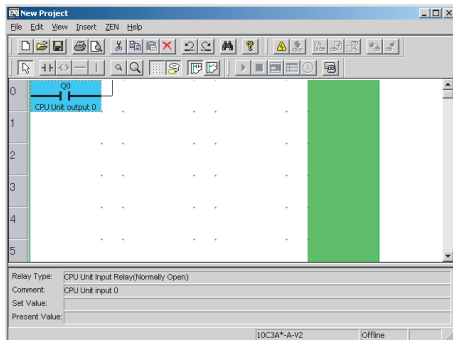 New Project
File Edit View Insert ZEN Help
0
Q0
CPU Unit output 0
1
2
3
4
5
Relay Type: CPU Unit Input Relay(Normally Open)
Comment: CPU Unit input 0
Set Value:
Present Value:
10C3A*-A-V2 Offline